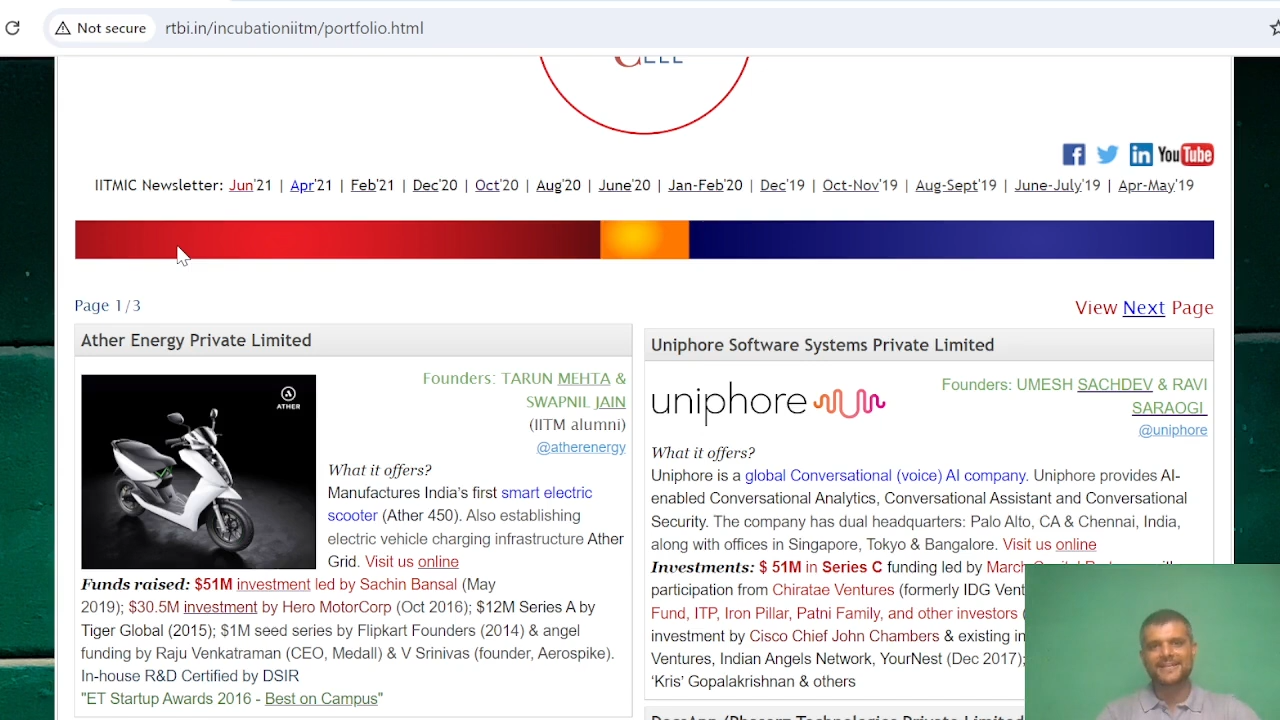 Not secure
rtbi.in/incubationiitm/portfolio.html
CELL
IITMIC Newsletter: Jun'21 | Apr'21 | Feb'21 | Dec'20 | Oct'20 | Aug'20 | June'20 | Jan-Feb'20 | Dec'19 | Oct-Nov'19 | Aug-Sept'19 | June-July'19 | Apr-May'19
f
in
YouTube
Page 1/3
View Next Page
Ather Energy Private Limited
ATHER
Founders: TARUN MEHTA &
SWAPNIL JAIN
(IITM alumni)
@atherenergy
What it offers?
Manufactures India's first smart electric
scooter (Ather 450). Also establishing
electric vehicle charging infrastructure Ather
Grid. Visit us online
Funds raised: $51M investment led by Sachin Bansal (May
2019); $30.5M investment by Hero MotorCorp (Oct 2016); $12M Series A by
Tiger Global (2015); $1M seed series by Flipkart Founders (2014) & angel
funding by Raju Venkatraman (CEO, Medall) & V Srinivas (founder, Aerospike).
In-house R&D Certified by DSIR
"ET Startup Awards 2016 - Best on Campus"
Uniphore Software Systems Private Limited
uniphore
Founders: UMESH SACHDEV & RAVI
SARAOGI
@uniphore
What it offers?
Uniphore is a global Conversational (voice) AI company. Uniphore provides AI-
enabled Conversational Analytics, Conversational Assistant and Conversational
Security. The company has dual headquarters: Palo Alto, CA & Chennai, India,
along with offices in Singapore, Tokyo & Bangalore. Visit us online
Investments: $ 51M in Series C funding led by March
participation from Chiratae Ventures (formerly IDG Vent
Fund, ITP, Iron Pillar, Patni Family, and other investors (
investment by Cisco Chief John Chambers & existing in
Ventures, Indian Angels Network, YourNest (Dec 2017);
'Kris' Gopalakrishnan & others